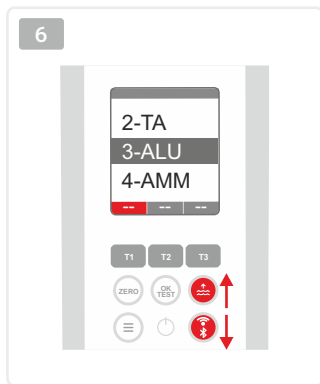 6
2-TA
3-ALU
4-AMM
-- -- --
T1 T2 T3
ZERO OK TEST